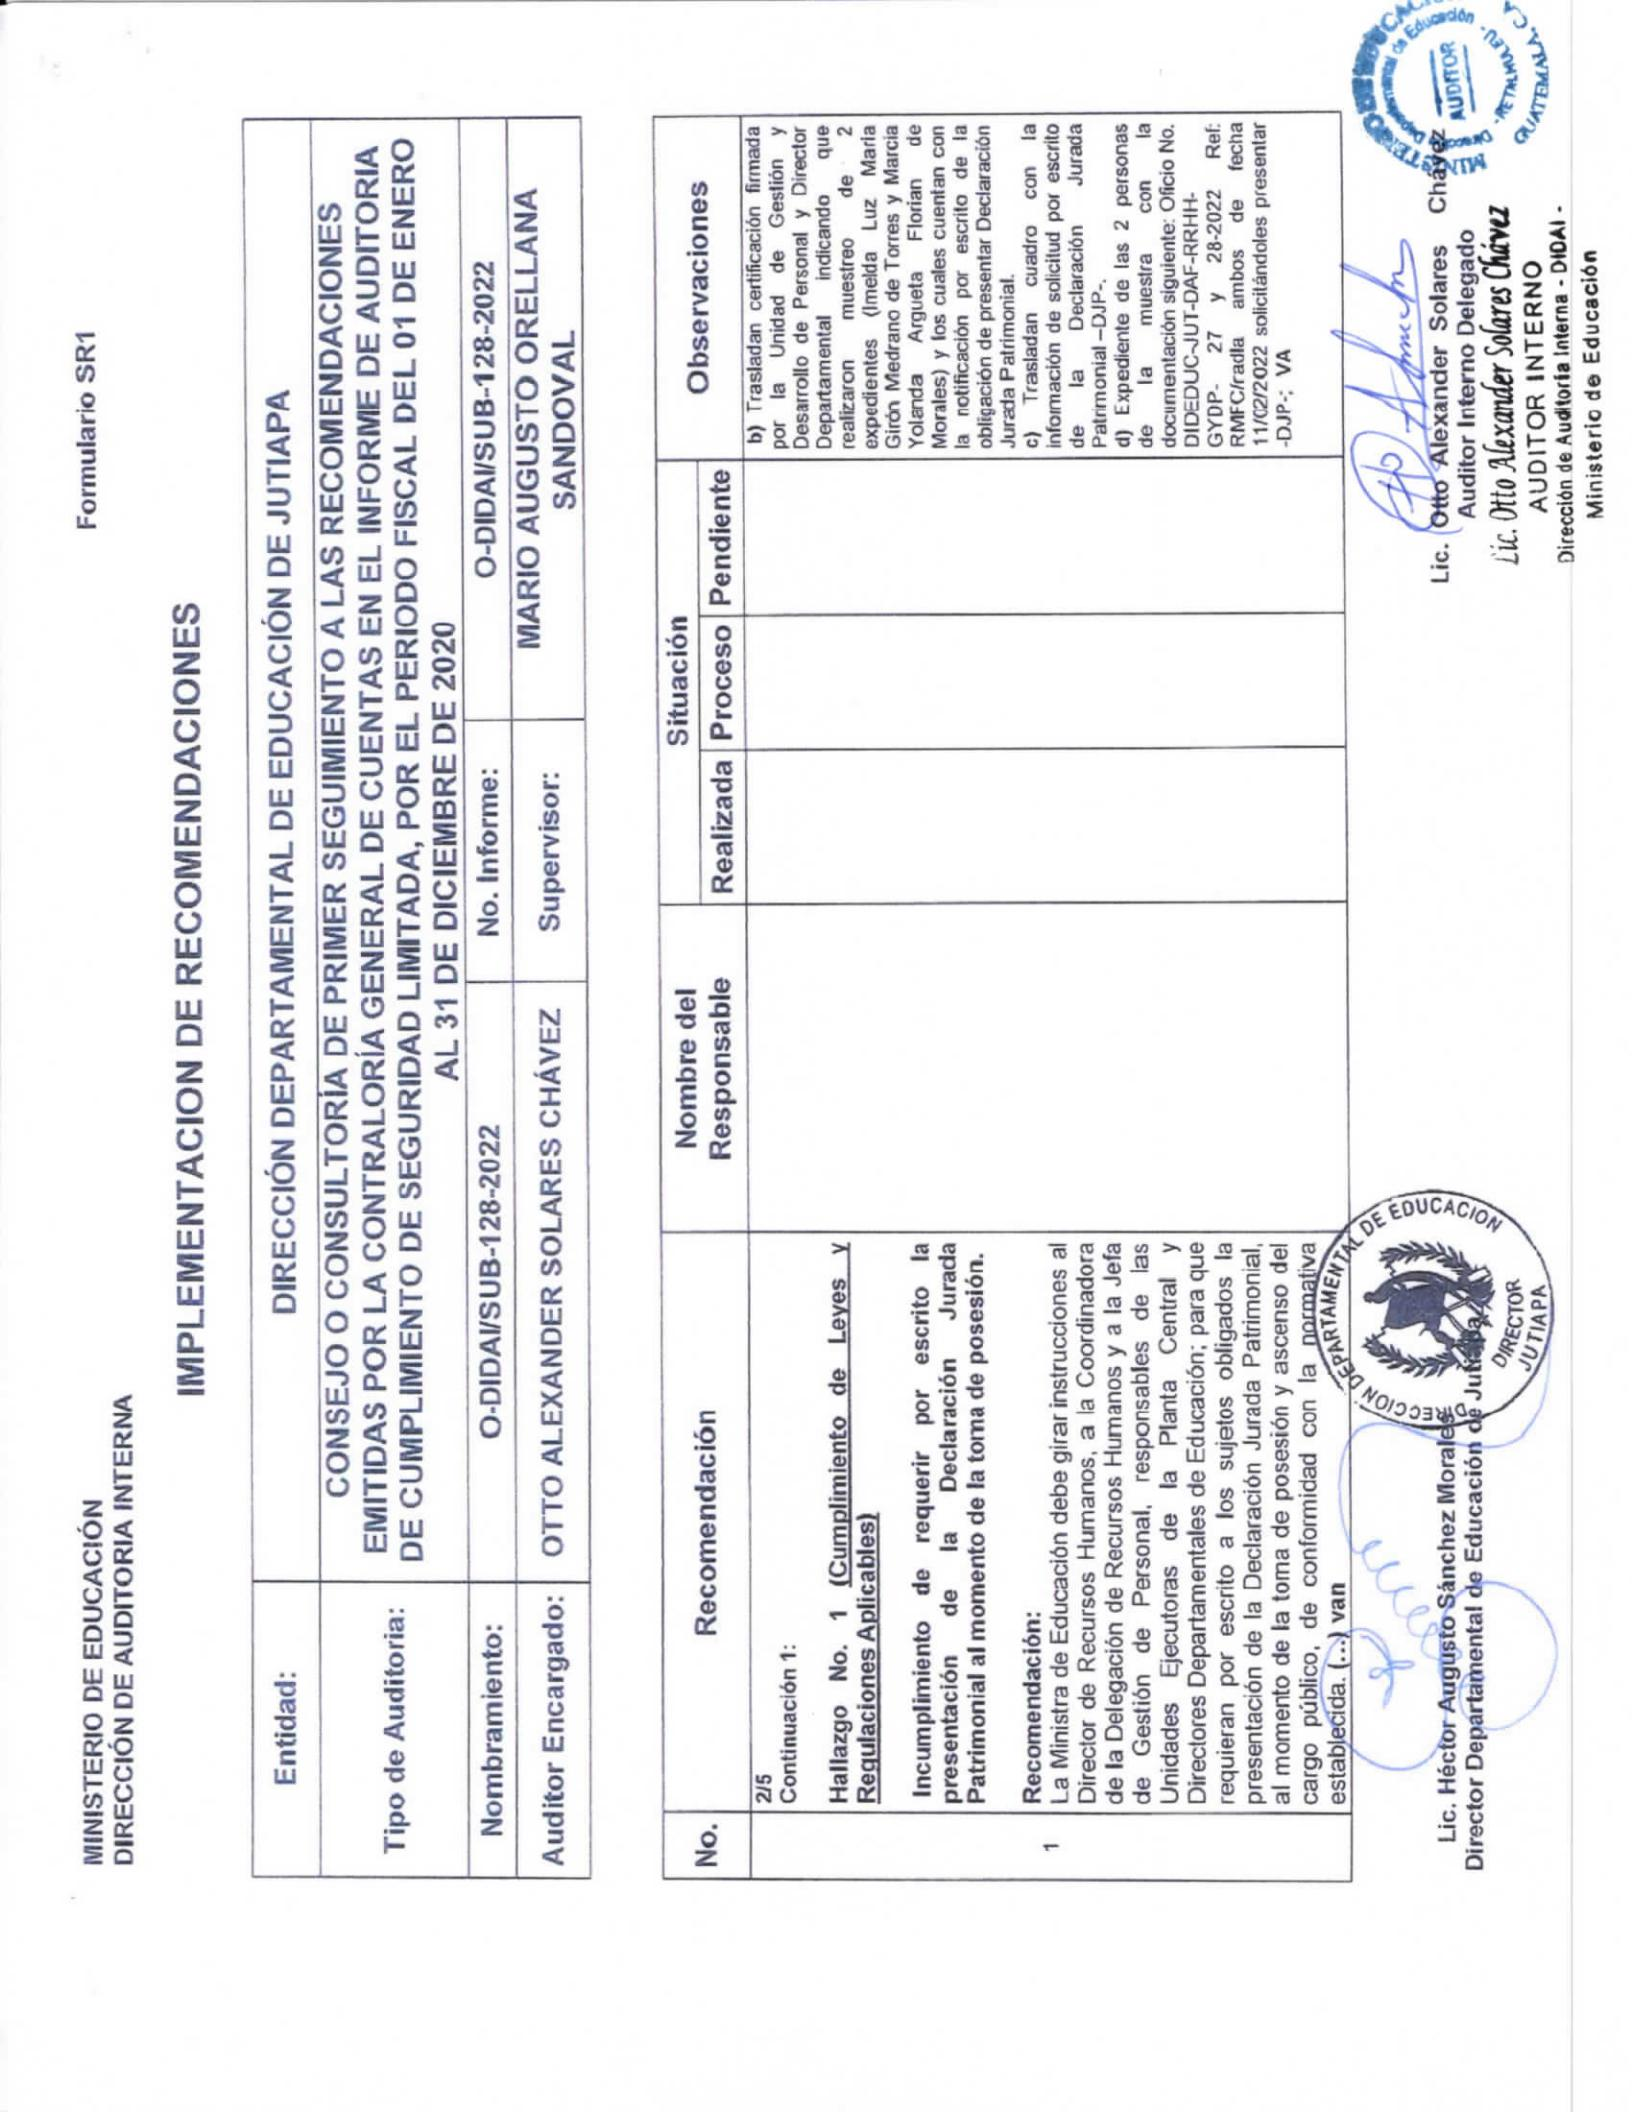 MINISTERIO DE EDUCACIÓN
DIRECCIÓN DE AUDITORIA INTERNA
Formulario SR1
IMPLEMENTACION DE RECOMENDACIONES
Entidad:
DIRECCIÓN DEPARTAMENTAL DE EDUCACIÓN DE JUTIAPA
Tipo de Auditoria:
CONSEJO O CONSULTORÍA DE PRIMER SEGUIMIENTO A LAS RECOMENDACIONES
EMITIDAS POR LA CONTRALORÍA GENERAL DE CUENTAS EN EL INFORME DE AUDITORIA
DE CUMPLIMIENTO DE SEGURIDAD LIMITADA, POR EL PERIODO FISCAL DEL 01 DE ENERO
AL 31 DE DICIEMBRE DE 2020
Nombramiento:
O-DIDAI/SUB-128-2022
No. Informe:
O-DIDAI/SUB-128-2022
Auditor Encargado:
OTTO ALEXANDER SOLARES CHÁVEZ
Supervisor:
MARIO AUGUSTO ORELLANA
SANDOVAL
No.
Recomendación
Nombre del
Responsable
Situación
Realizada
Proceso
Pendiente
Observaciones
1
2/5
Continuación 1:
Hallazgo No. 1 (Cumplimiento de Leyes y
Regulaciones Aplicables)
Incumplimiento de requerir por escrito la
presentación de la Declaración Jurada
Patrimonial al momento de la toma de posesión.
Recomendación:
La Ministra de Educación debe girar instrucciones al
Director de Recursos Humanos, a la Coordinadora
de la Delegación de Recursos Humanos y a la Jefa
de Gestión de Personal, responsables de las
Unidades Ejecutoras de la Planta Central y
Directores Departamentales de Educación; para que
requieran por escrito a los sujetos obligados la
presentación de la Declaración Jurada Patrimonial,
al momento de la toma de posesión y ascenso del
cargo público, de conformidad con la normativa
establecida. (...) van
b) Trasladan certificación firmada
por la Unidad de Gestión y
Desarrollo de Personal y Director
Departamental indicando que
realizaron muestreo de 2
expedientes (Imelda Luz Maria
Girón Medrano de Torres y Marcia
Yolanda Argueta Florian de
Morales) y los cuales cuentan con
la notificación por escrito de la
obligación de presentar Declaración
Jurada Patrimonial.
c) Trasladan cuadro con la
información de solicitud por escrito
de la Declaración Jurada
Patrimonial –DJP-.
d) Expediente de las 2 personas
de la muestra con la
documentación siguiente: Oficio No.
DIDEDUC-JUT-DAF-RRHH-
GYDP- 27 y 28-2022 Ref:
RMFC/radla ambos de fecha
11/02/2022 solicitándoles presentar
-DJP-; VA
Lic. Héctor Augusto Sánchez Morales
Director Departamental de Educación de Jutiapa
DIRECCION DEPARTAMENTAL DE EDUCACION
DIRECTOR
JUTIAPA
Lic. Otto Alexander Solares Chávez
Auditor Interno Delegado
Lic. Otto Alexander Solares Chávez
AUDITOR INTERNO
Dirección de Auditoría Interna - DIDAI -
Ministerio de Educación
AUDITOR